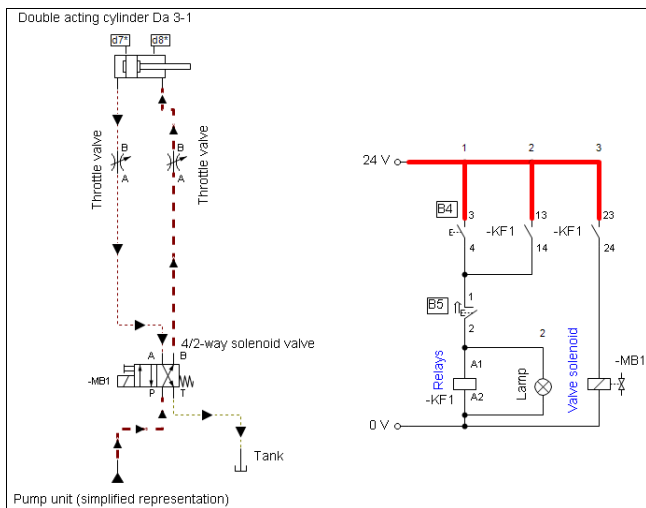 Double acting cylinder Da 3-1
d7* d8*
Throttle valve
B
A
B
A
Throttle valve
4/2-way solenoid valve
A B
-MB1
P T
Tank
Pump unit (simplified representation)
1 2 3
24 V
B4
3
4
-KF1
13
14
-KF1
23
24
B5
1
2
2
Relays
A1
A2
-KF1
Lamp
Valve solenoid
-MB1
0 V